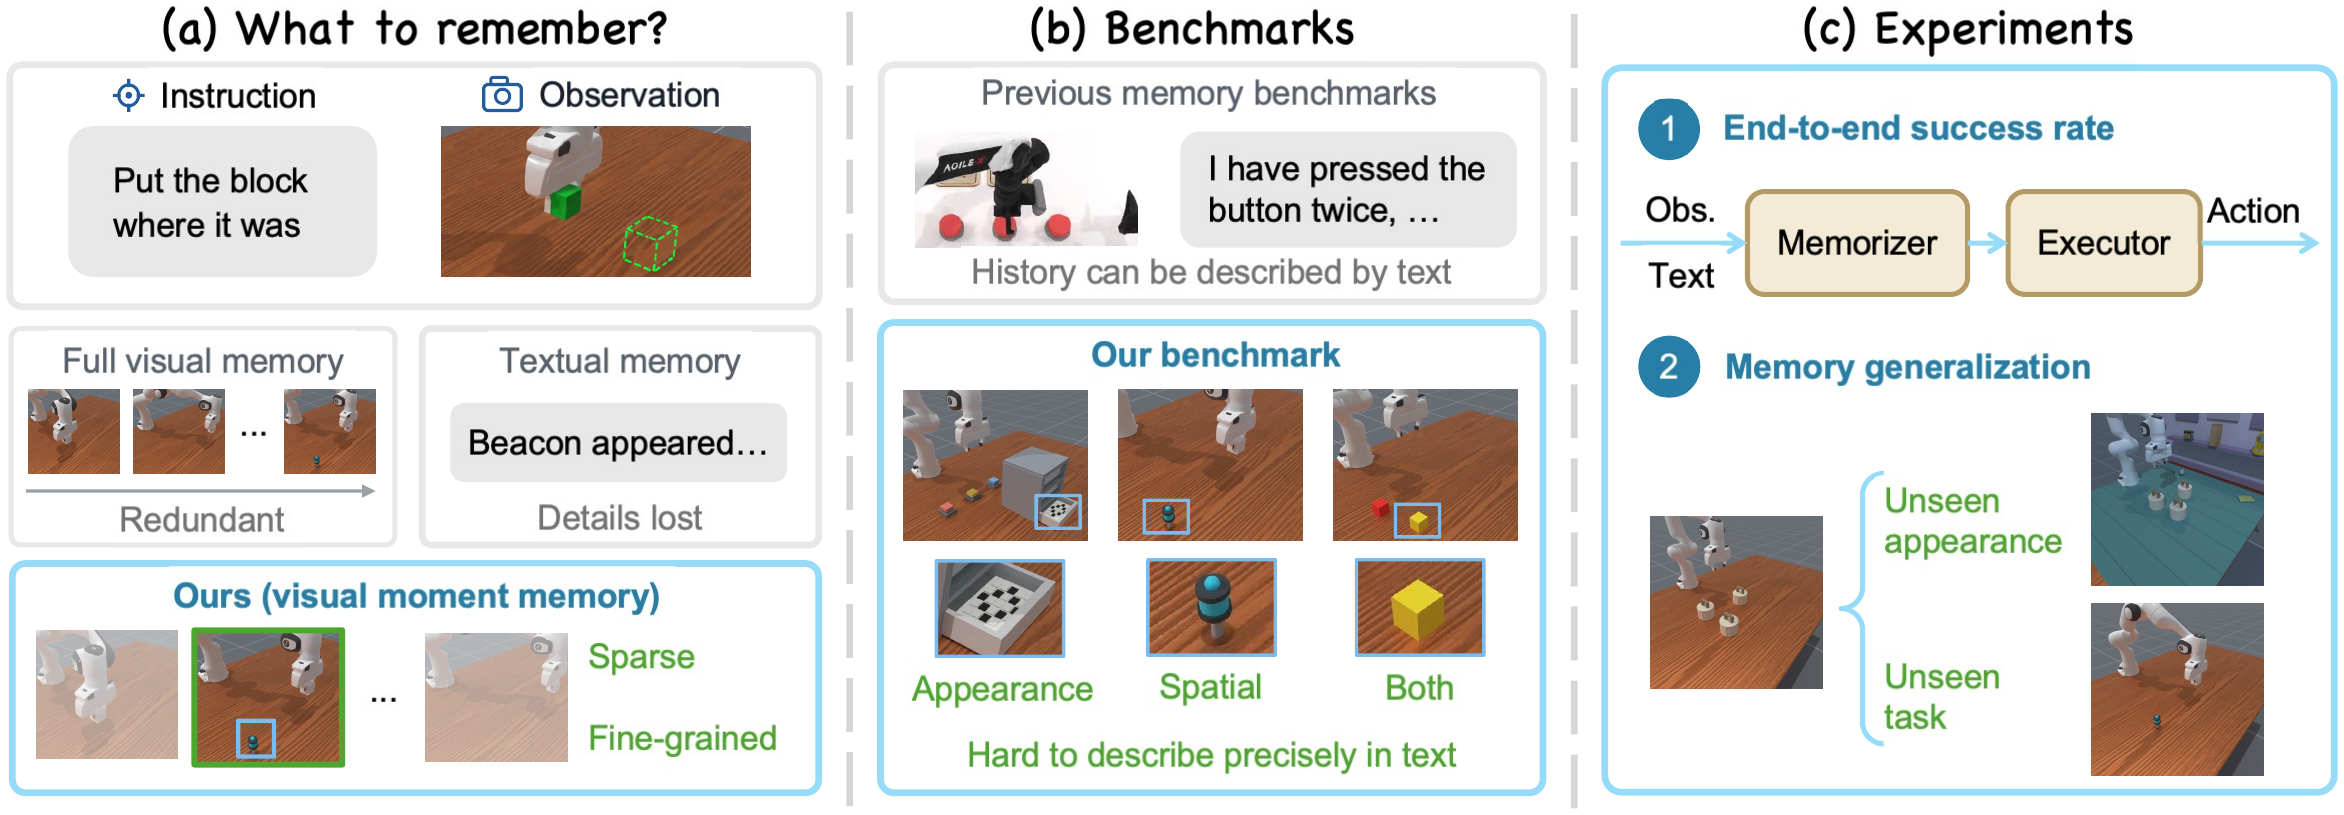 (a) What to remember?
Instruction
Observation
Put the block
where it was
Full visual memory
...
Redundant
Textual memory
Beacon appeared...
Details lost
Ours (visual moment memory)
...
Sparse
Fine-grained
(b) Benchmarks
Previous memory benchmarks
AGILE·X
I have pressed the
button twice, ...
History can be described by text
Our benchmark
Appearance
Spatial
Both
Hard to describe precisely in text
(c) Experiments
1 End-to-end success rate
Obs.
Text
Memorizer
Executor
Action
2 Memory generalization
Unseen
appearance
Unseen
task